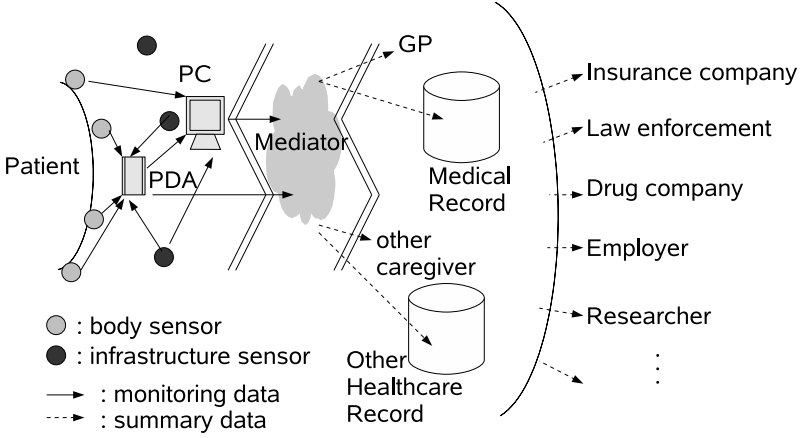 GP
PC
Insurance company
Mediator
Law enforcement
Patient
PDA
Medical
Record
Drug company
other
caregiver
Employer
: body sensor
Researcher
: infrastructure sensor
Other
Healthcare
Record
: monitoring data
: summary data